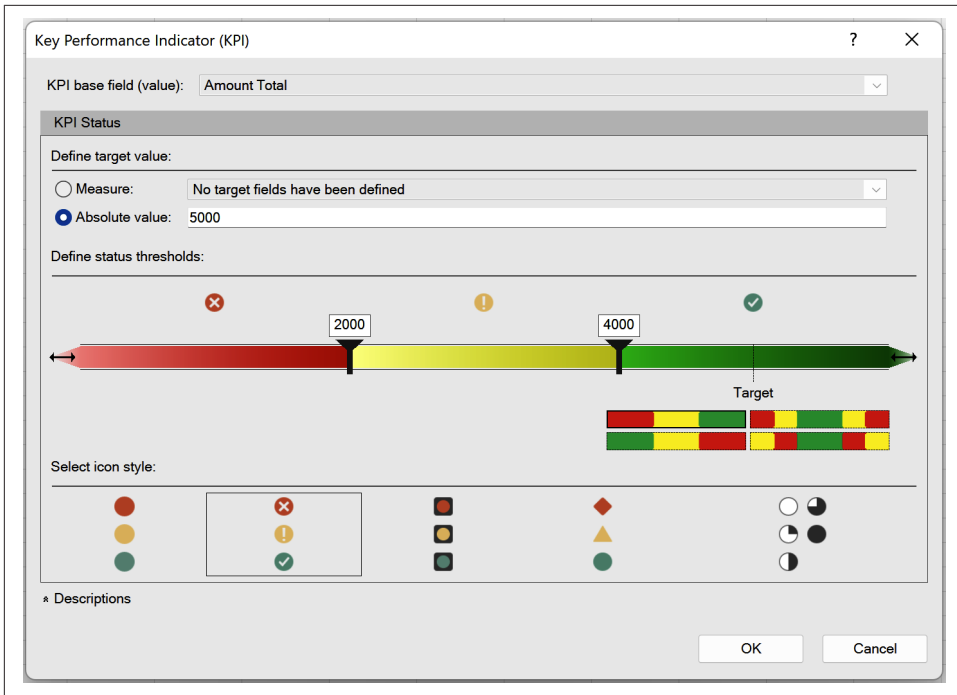 Key Performance Indicator (KPI) ?
KPI base field (value): Amount Total
KPI Status
Define target value:
Measure: No target fields have been defined
Absolute value: 5000
Define status thresholds:
2000 4000
Target
Select icon style:
Descriptions
OK Cancel